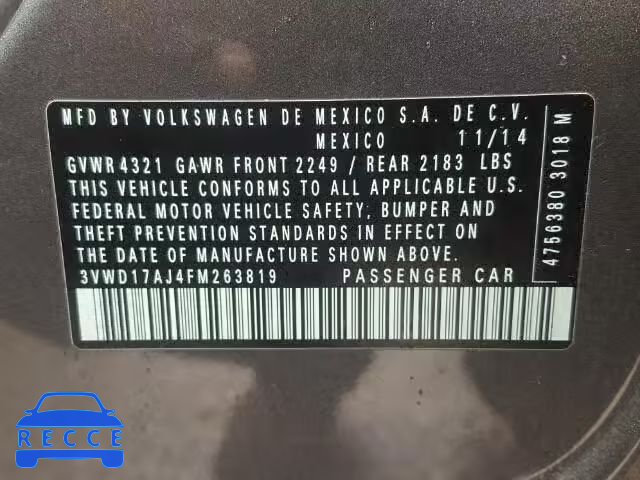 MFD BY VOLKSWAGEN DE MEXICO S.A. DE C.V.
MEXICO 11/14
GVWR 4321 GAWR FRONT 2249 / REAR 2183 LBS
THIS VEHICLE CONFORMS TO ALL APPLICABLE U.S.
FEDERAL MOTOR VEHICLE SAFETY, BUMPER AND
THEFT PREVENTION STANDARDS IN EFFECT ON
THE DATE OF MANUFACTURE SHOWN ABOVE.
3VWD17AJ4FM263819 PASSENGER CAR
4756380 3018 M
RECCE